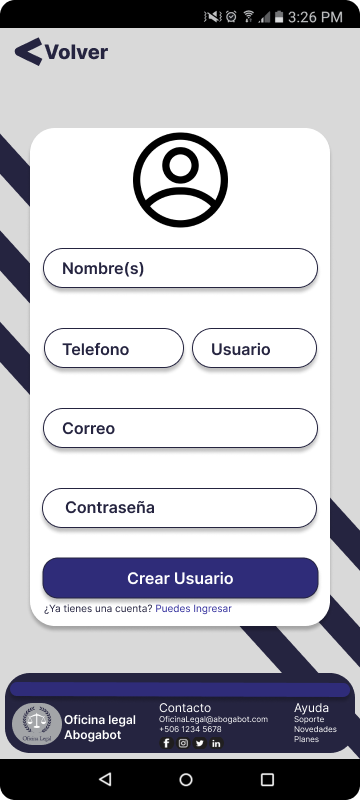 3:26 PM
Volver
Nombre(s)
Telefono
Usuario
Correo
Contraseña
Crear Usuario
¿Ya tienes una cuenta? Puedes Ingresar
Oficina Legal
Oficina legal
Abogabot
Contacto
OficinaLegal@abogabot.com
+506 1234 5678
Ayuda
Soporte
Novedades
Planes